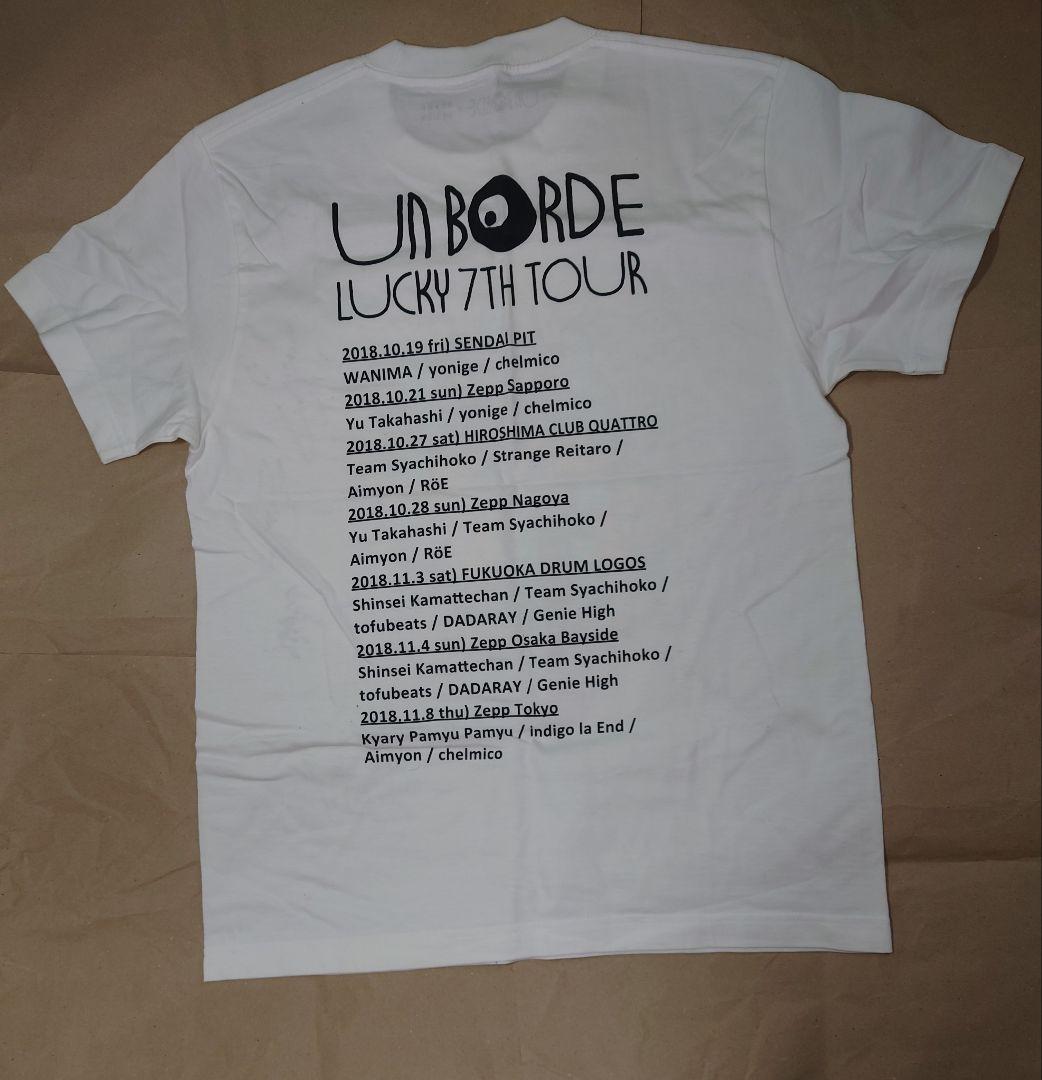 UN BORDE
LUCKY 7TH TOUR
2018.10.19 fri) SENDAI PIT
WANIMA / yonige / chelmico
2018.10.21 sun) Zepp Sapporo
Yu Takahashi / yonige / chelmico
2018.10.27 sat) HIROSHIMA CLUB QUATTRO
Team Syachihoko / Strange Reitaro /
Aimyon / RöE
2018.10.28 sun) Zepp Nagoya
Yu Takahashi / Team Syachihoko /
Aimyon / RöE
2018.11.3 sat) FUKUOKA DRUM LOGOS
Shinsei Kamattechan / Team Syachihoko /
tofubeats / DADARAY / Genie High
2018.11.4 sun) Zepp Osaka Bayside
Shinsei Kamattechan / Team Syachihoko /
tofubeats / DADARAY / Genie High
2018.11.8 thu) Zepp Tokyo
Kyary Pamyu Pamyu / indigo la End /
Aimyon / chelmico